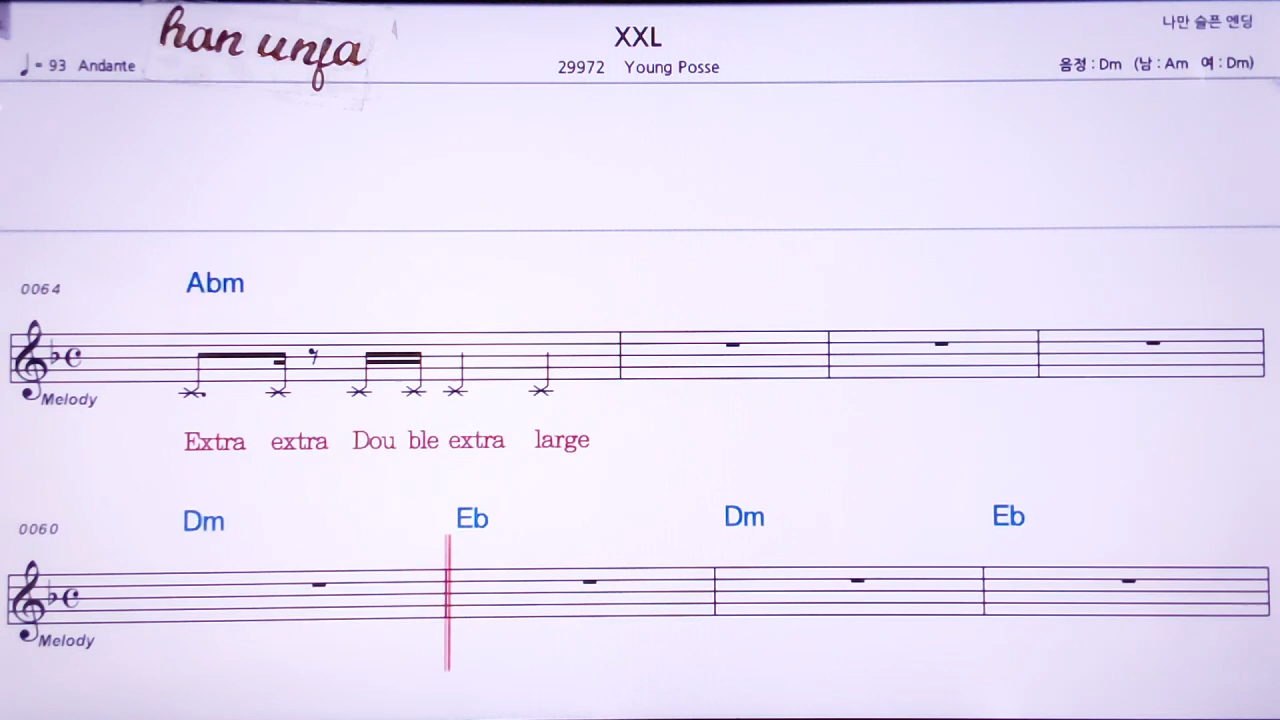 han unfa
XXL
나만 슬픈 엔딩
♩= 93 Andante
29972 Young Posse
음정 : Dm (남 : Am 여 : Dm)
0064
Abm
Melody
Extra extra Dou ble extra large
0060
Dm Eb Dm Eb
Melody